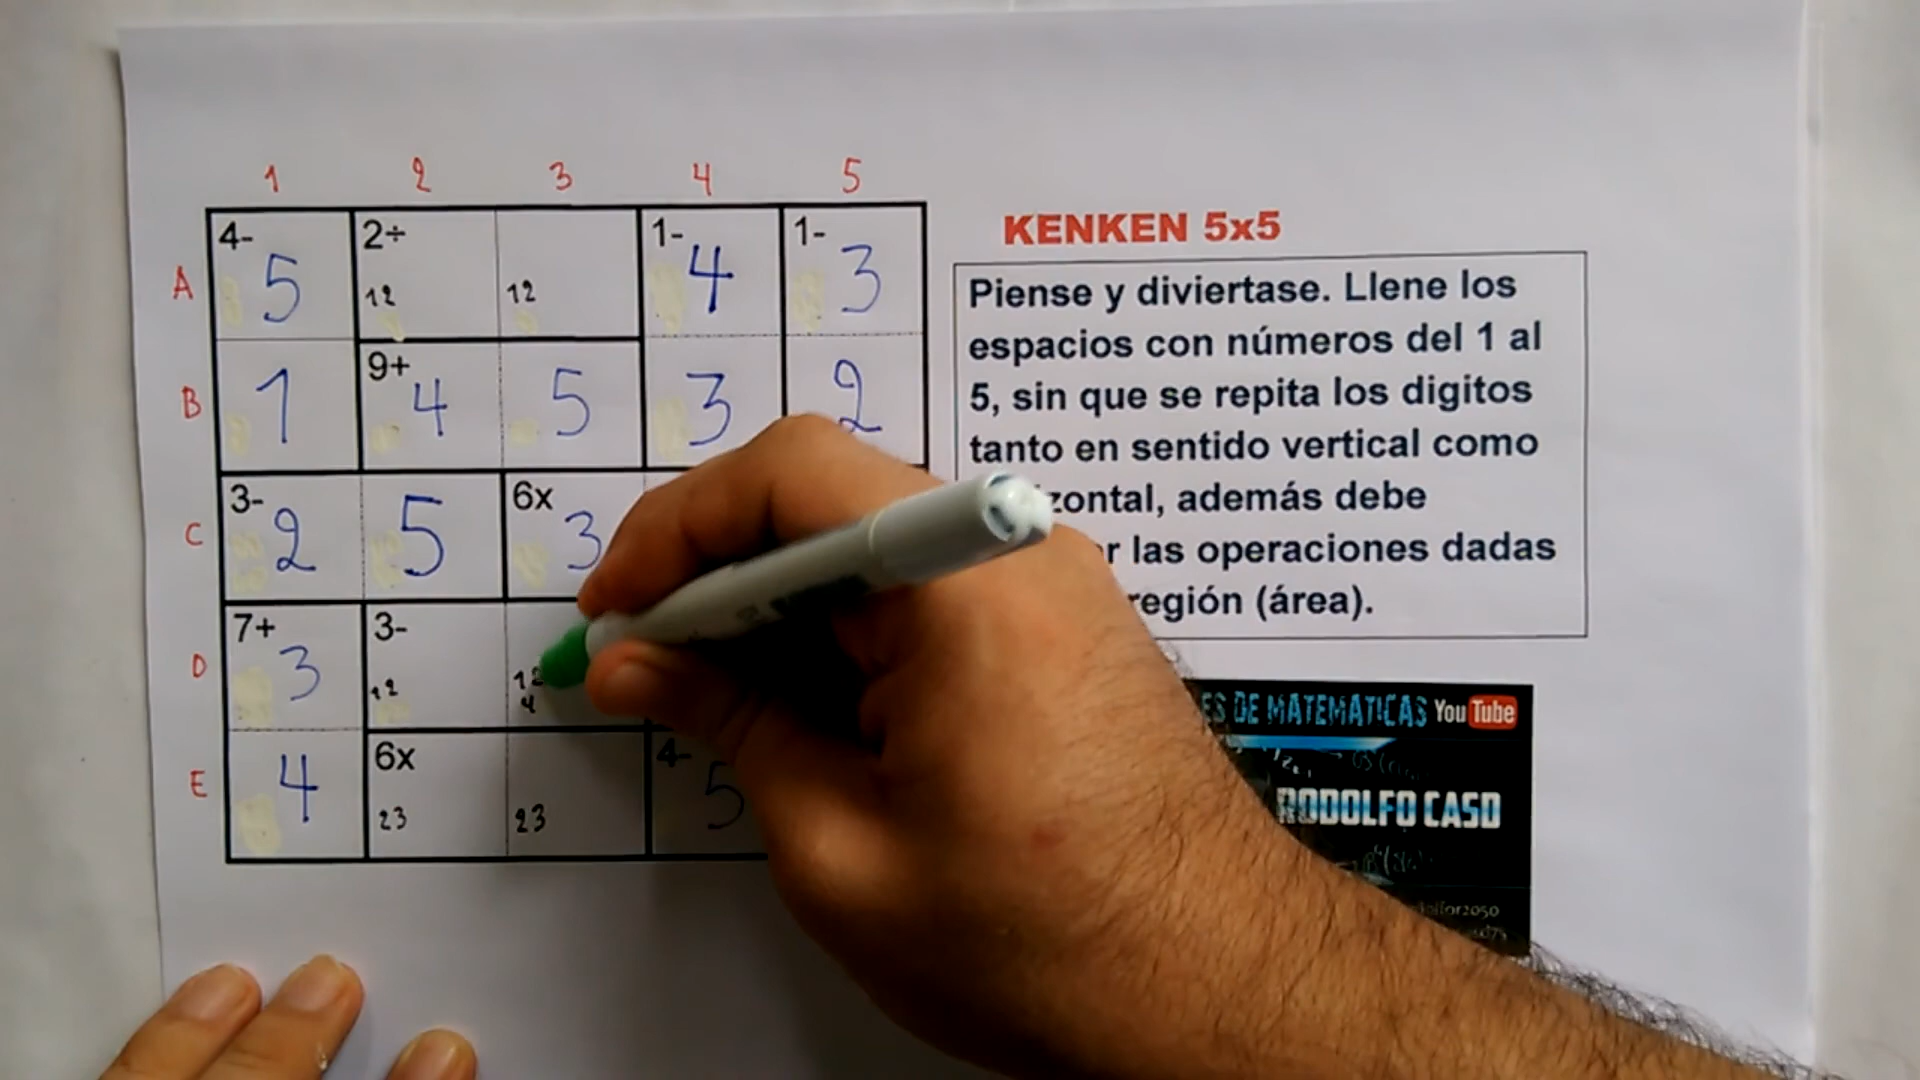 1 2 3 4 5
KENKEN 5x5
A 4- 5 2÷ 12 12 1- 4 1- 3
B 1 9+ 4 5 3 2
C 3- 2 5 6x 3
D 7+ 3 3- 12 12 4
E 4 6x 23 23 4- 5
Piense y diviertase. Llene los
espacios con números del 1 al
5, sin que se repita los digitos
tanto en sentido vertical como
zontal, además debe
r las operaciones dadas
región (área).
ES DE MATEMATICAS YouTube
RODOLFO CASO